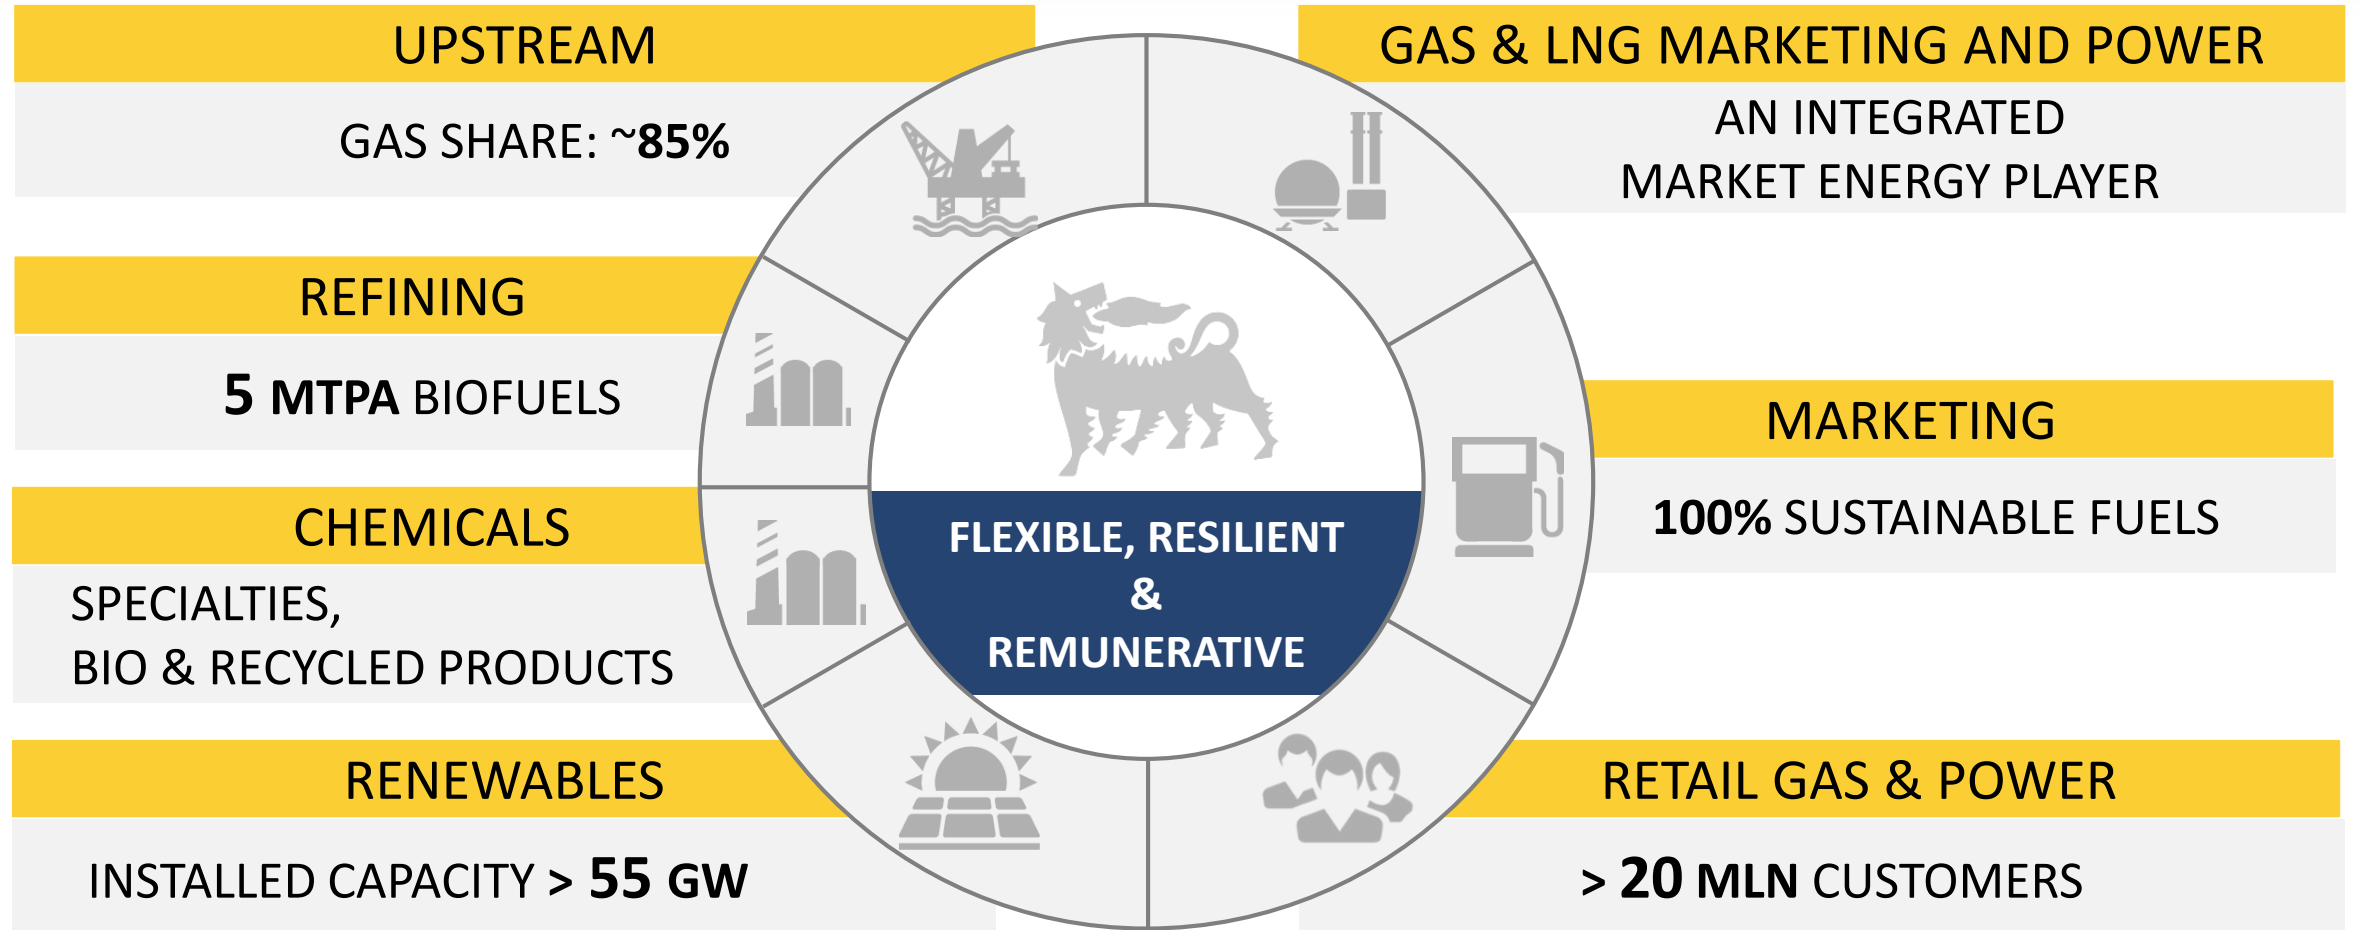 UPSTREAM
GAS SHARE: ~85%
REFINING
5 MTPA BIOFUELS
CHEMICALS
SPECIALTIES,
BIO & RECYCLED PRODUCTS
RENEWABLES
INSTALLED CAPACITY > 55 GW
FLEXIBLE, RESILIENT
&
REMUNERATIVE
GAS & LNG MARKETING AND POWER
AN INTEGRATED
MARKET ENERGY PLAYER
MARKETING
100% SUSTAINABLE FUELS
RETAIL GAS & POWER
> 20 MLN CUSTOMERS